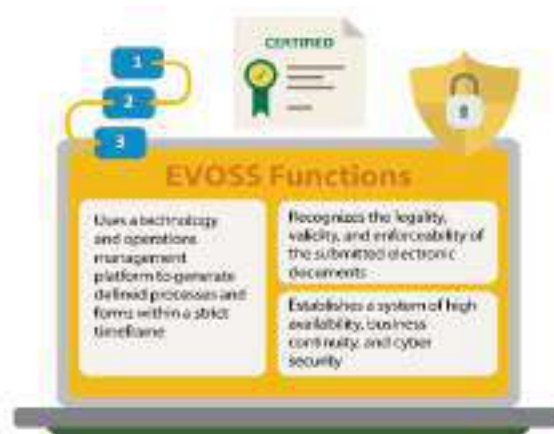 1
2
3
CERTIFIED
EVOSS Functions
Uses a technology
and operations
management
platform to generate
defined processes and
forms within a strict
timeframe
Recognizes the legality,
validity, and enforceability of
the submitted electronic
documents
Establishes a system of high
availability, business
continuity, and cyber
security